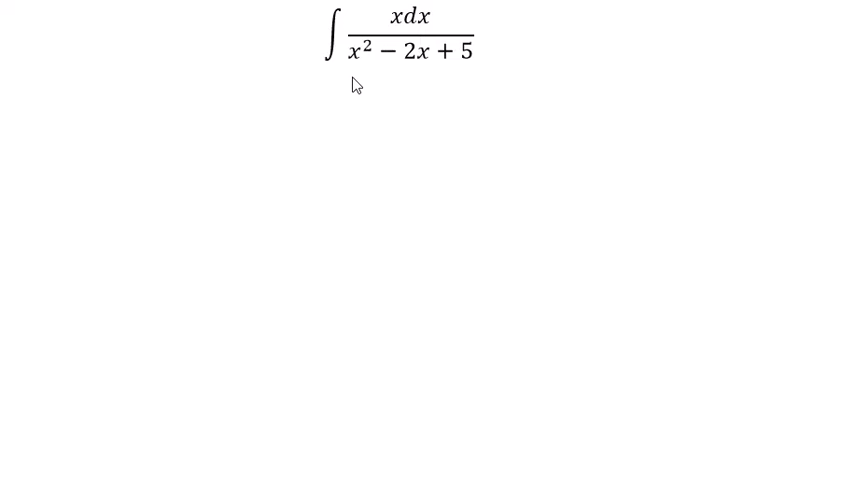 ∫ xdx / (x² − 2x + 5)